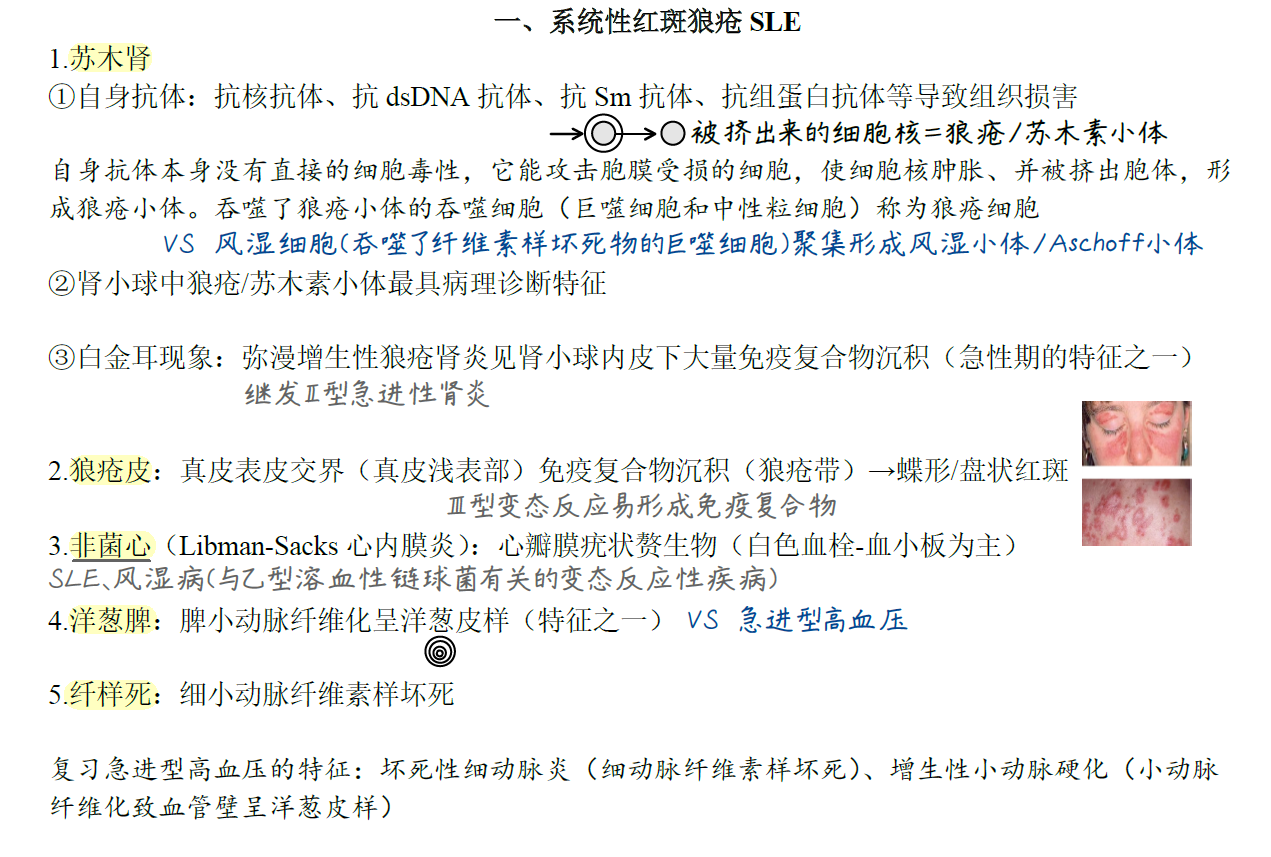 一、系统性红斑狼疮 SLE
1.苏木肾
①自身抗体：抗核抗体、抗 dsDNA 抗体、抗 Sm 抗体、抗组蛋白抗体等导致组织损害
被挤出来的细胞核=狼疮/苏木素小体
自身抗体本身没有直接的细胞毒性，它能攻击胞膜受损的细胞，使细胞核肿胀、并被挤出胞体，形
成狼疮小体。吞噬了狼疮小体的吞噬细胞（巨噬细胞和中性粒细胞）称为狼疮细胞
VS 风湿细胞(吞噬了纤维素样坏死物的巨噬细胞)聚集形成风湿小体/Aschoff小体
②肾小球中狼疮/苏木素小体最具病理诊断特征
③白金耳现象：弥漫增生性狼疮肾炎见肾小球内皮下大量免疫复合物沉积（急性期的特征之一）
继发Ⅱ型急进性肾炎
2.狼疮皮：真皮表皮交界（真皮浅表部）免疫复合物沉积（狼疮带）→蝶形/盘状红斑
Ⅲ型变态反应易形成免疫复合物
3.非菌心（Libman-Sacks 心内膜炎）：心瓣膜疣状赘生物（白色血栓-血小板为主）
SLE、风湿病(与乙型溶血性链球菌有关的变态反应性疾病)
4.洋葱脾：脾小动脉纤维化呈洋葱皮样（特征之一） VS 急进型高血压
5.纤样死：细小动脉纤维素样坏死
复习急进型高血压的特征：坏死性细动脉炎（细动脉纤维素样坏死）、增生性小动脉硬化（小动脉
纤维化致血管壁呈洋葱皮样）